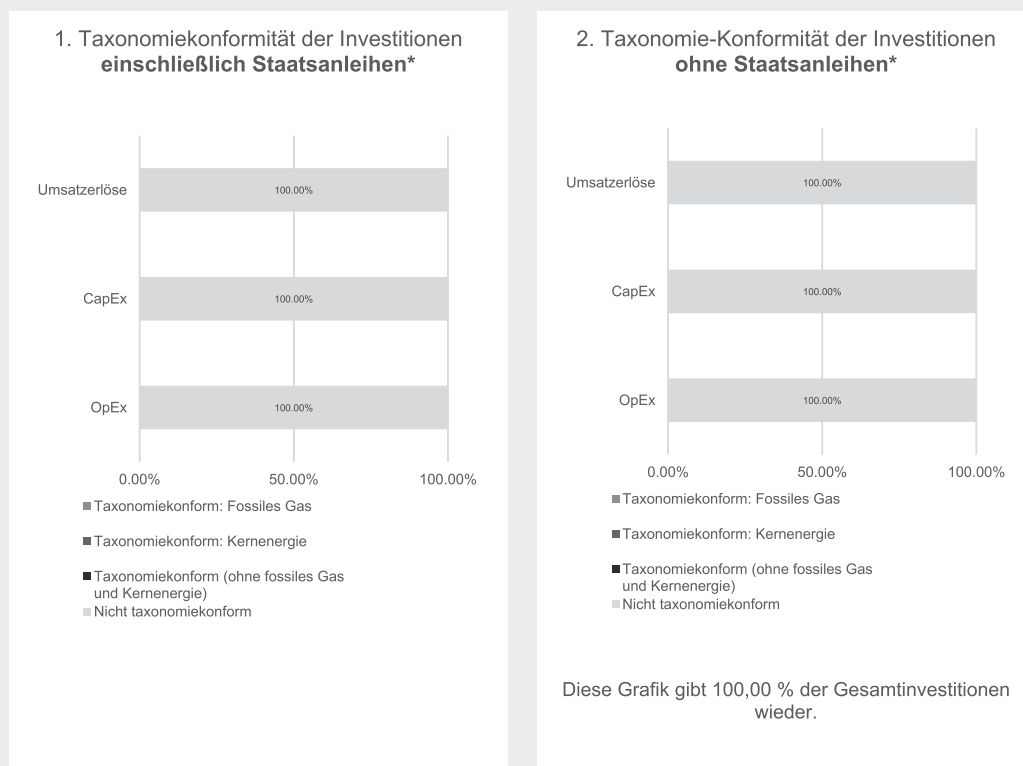 1. Taxonomiekonformität der Investitionen
einschließlich Staatsanleihen*
Umsatzerlöse
100.00%
CapEx
100.00%
OpEx
100.00%
0.00%
50.00%
100.00%
Taxonomiekonform: Fossiles Gas
Taxonomiekonform: Kernenergie
Taxonomiekonform (ohne fossiles Gas
und Kernenergie)
Nicht taxonomiekonform
2. Taxonomie-Konformität der Investitionen
ohne Staatsanleihen*
Umsatzerlöse
100.00%
CapEx
100.00%
OpEx
100.00%
0.00%
50.00%
100.00%
Taxonomiekonform: Fossiles Gas
Taxonomiekonform: Kernenergie
Taxonomiekonform (ohne fossiles Gas
und Kernenergie)
Nicht taxonomiekonform
Diese Grafik gibt 100,00 % der Gesamtinvestitionen
wieder.